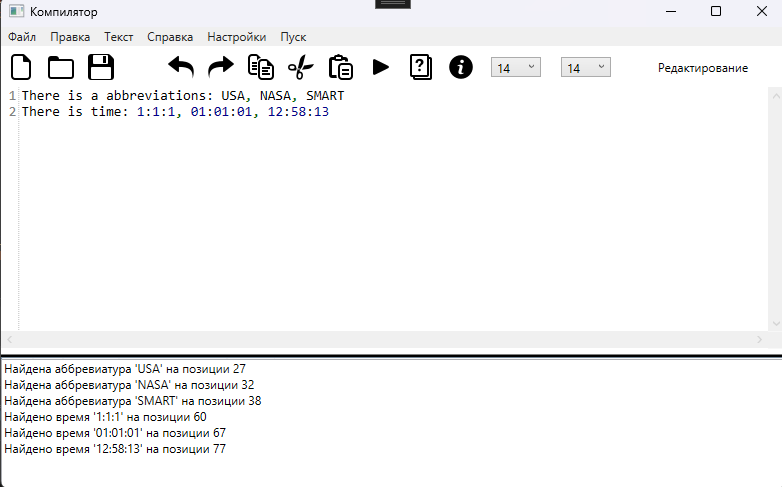 Компилятор
Файл Правка Текст Справка Настройки Пуск
14 14 Редактирование
1 There is a abbreviations: USA, NASA, SMART
2 There is time: 1:1:1, 01:01:01, 12:58:13
Найдена аббревиатура 'USA' на позиции 27
Найдена аббревиатура 'NASA' на позиции 32
Найдена аббревиатура 'SMART' на позиции 38
Найдено время '1:1:1' на позиции 60
Найдено время '01:01:01' на позиции 67
Найдено время '12:58:13' на позиции 77